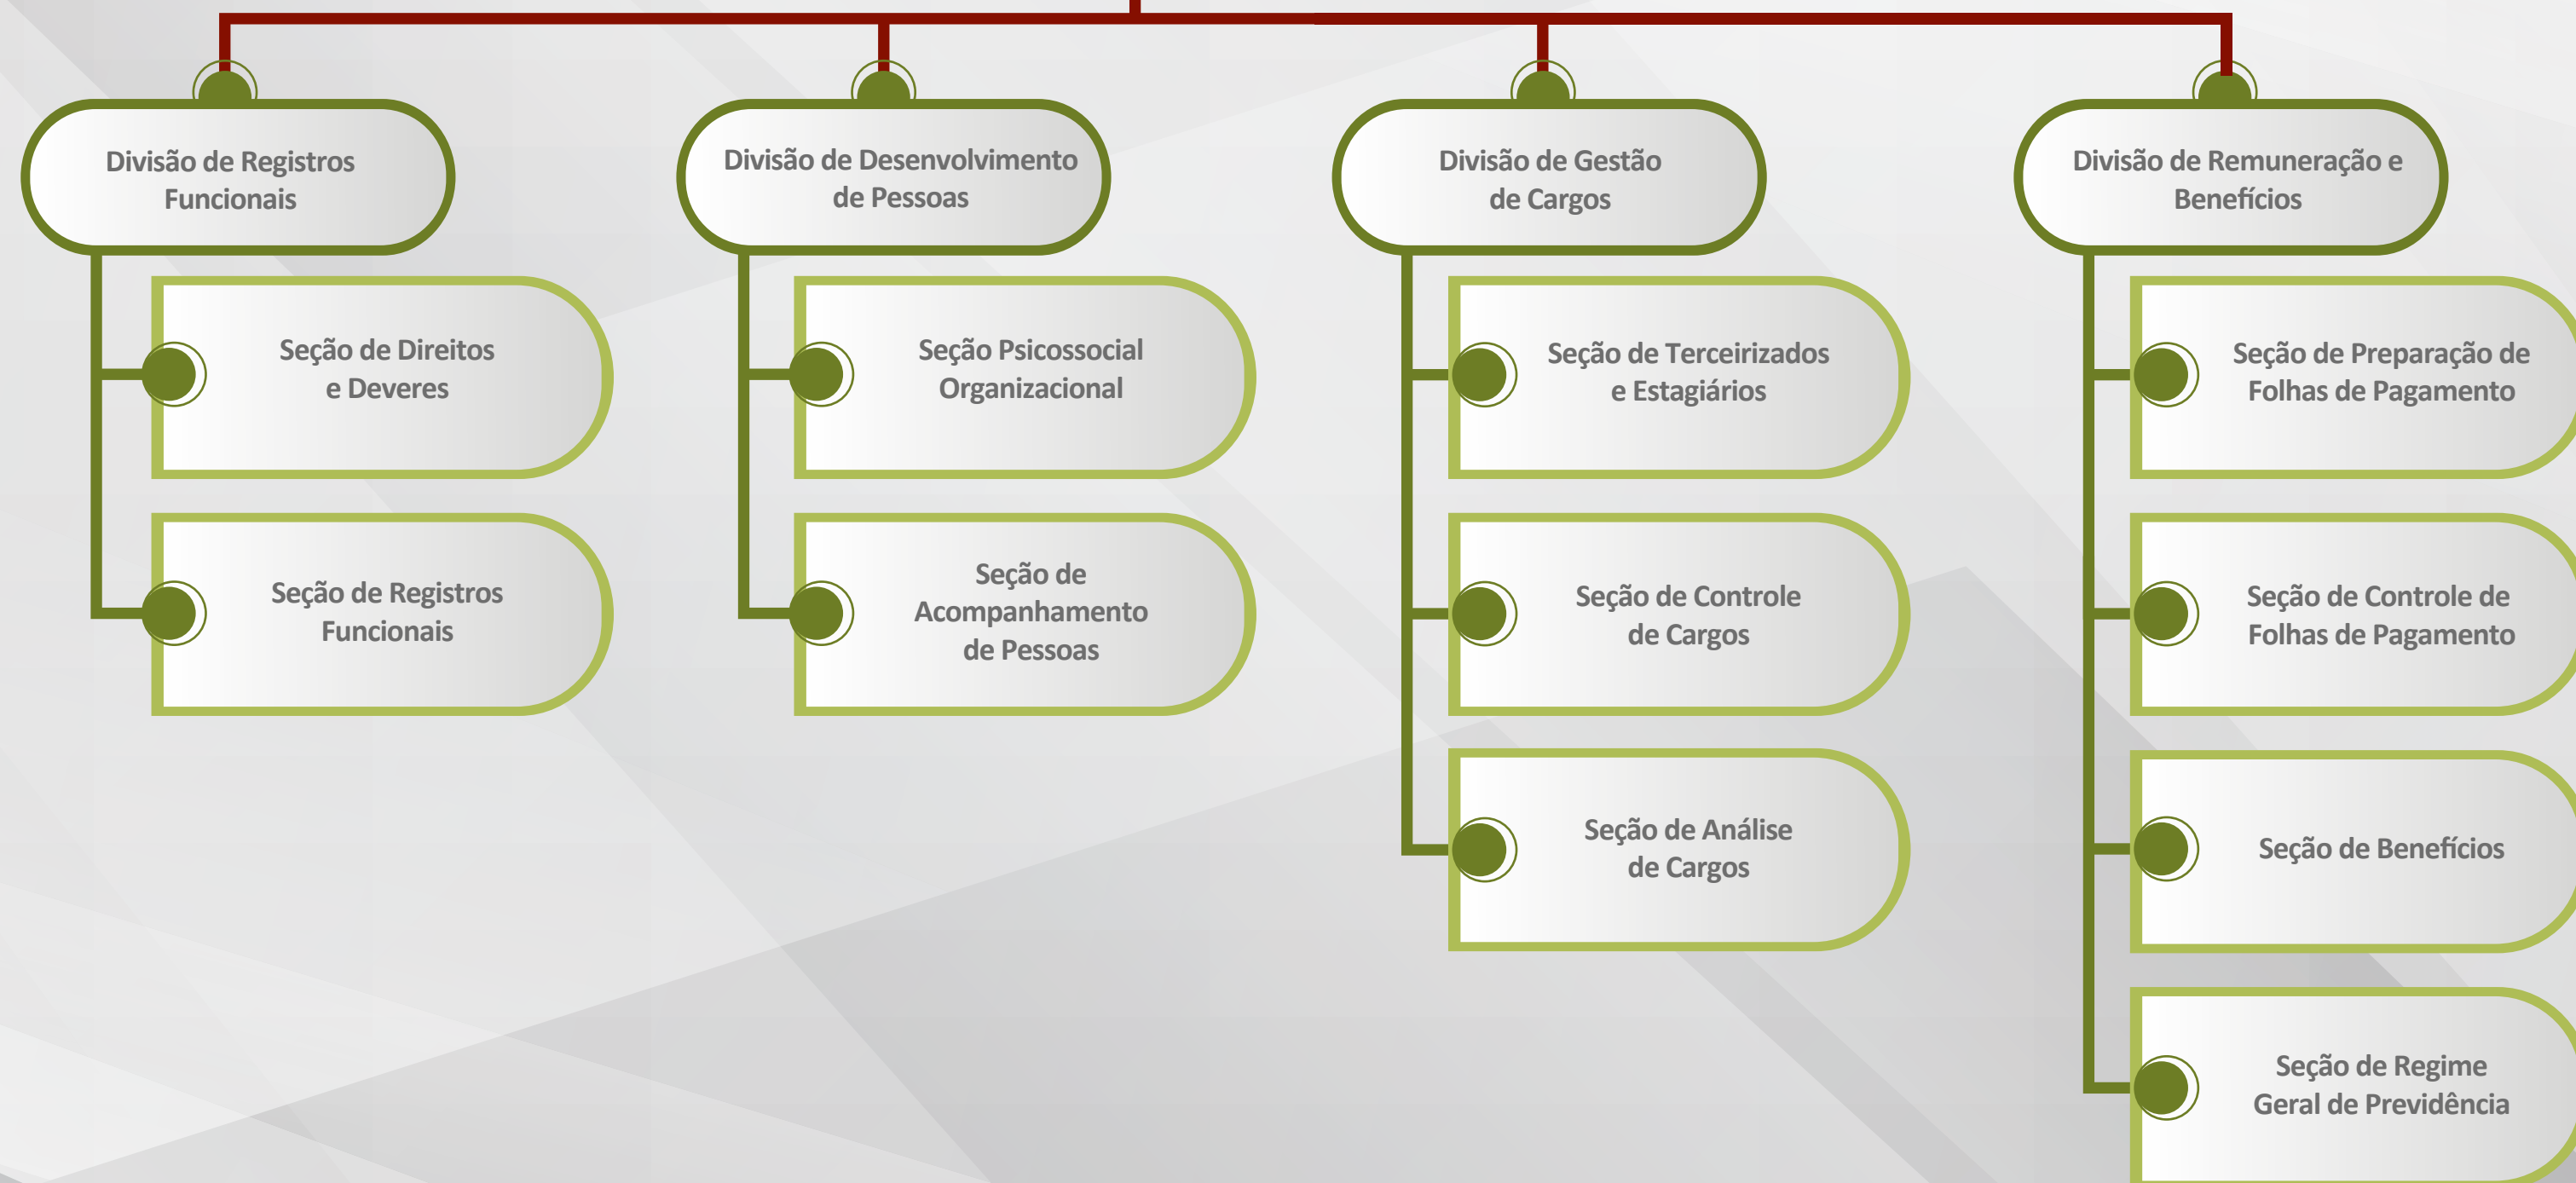 Divisão de Registros
Funcionais
Seção de Direitos
e Deveres
Seção de Registros
Funcionais
Divisão de Desenvolvimento
de Pessoas
Seção Psicossocial
Organizacional
Seção de
Acompanhamento
de Pessoas
Divisão de Gestão
de Cargos
Seção de Terceirizados
e Estagiários
Seção de Controle
de Cargos
Seção de Análise
de Cargos
Divisão de Remuneração e
Benefícios
Seção de Preparação de
Folhas de Pagamento
Seção de Controle de
Folhas de Pagamento
Seção de Benefícios
Seção de Regime
Geral de Previdência